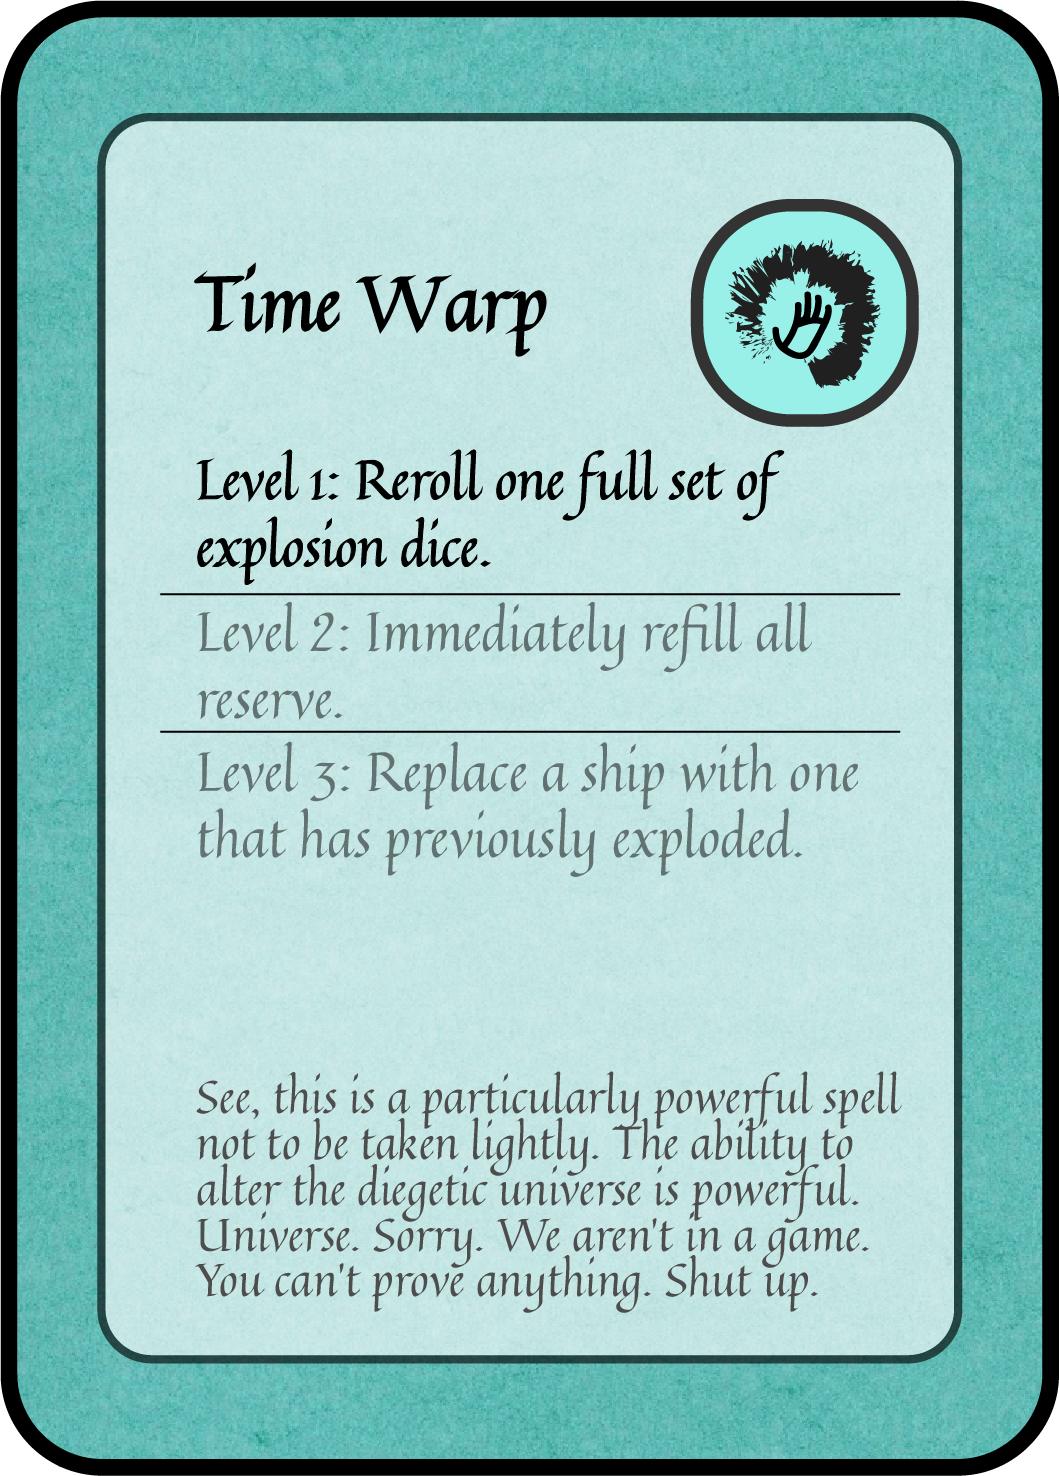 Time Warp
Level 1: Reroll one full set of
explosion dice.
Level 2: Immediately refill all
reserve.
Level 3: Replace a ship with one
that has previously exploded.
See, this is a particularly powerful spell
not to be taken lightly. The ability to
alter the diegetic universe is powerful.
Universe. Sorry. We aren't in a game.
You can't prove anything. Shut up.